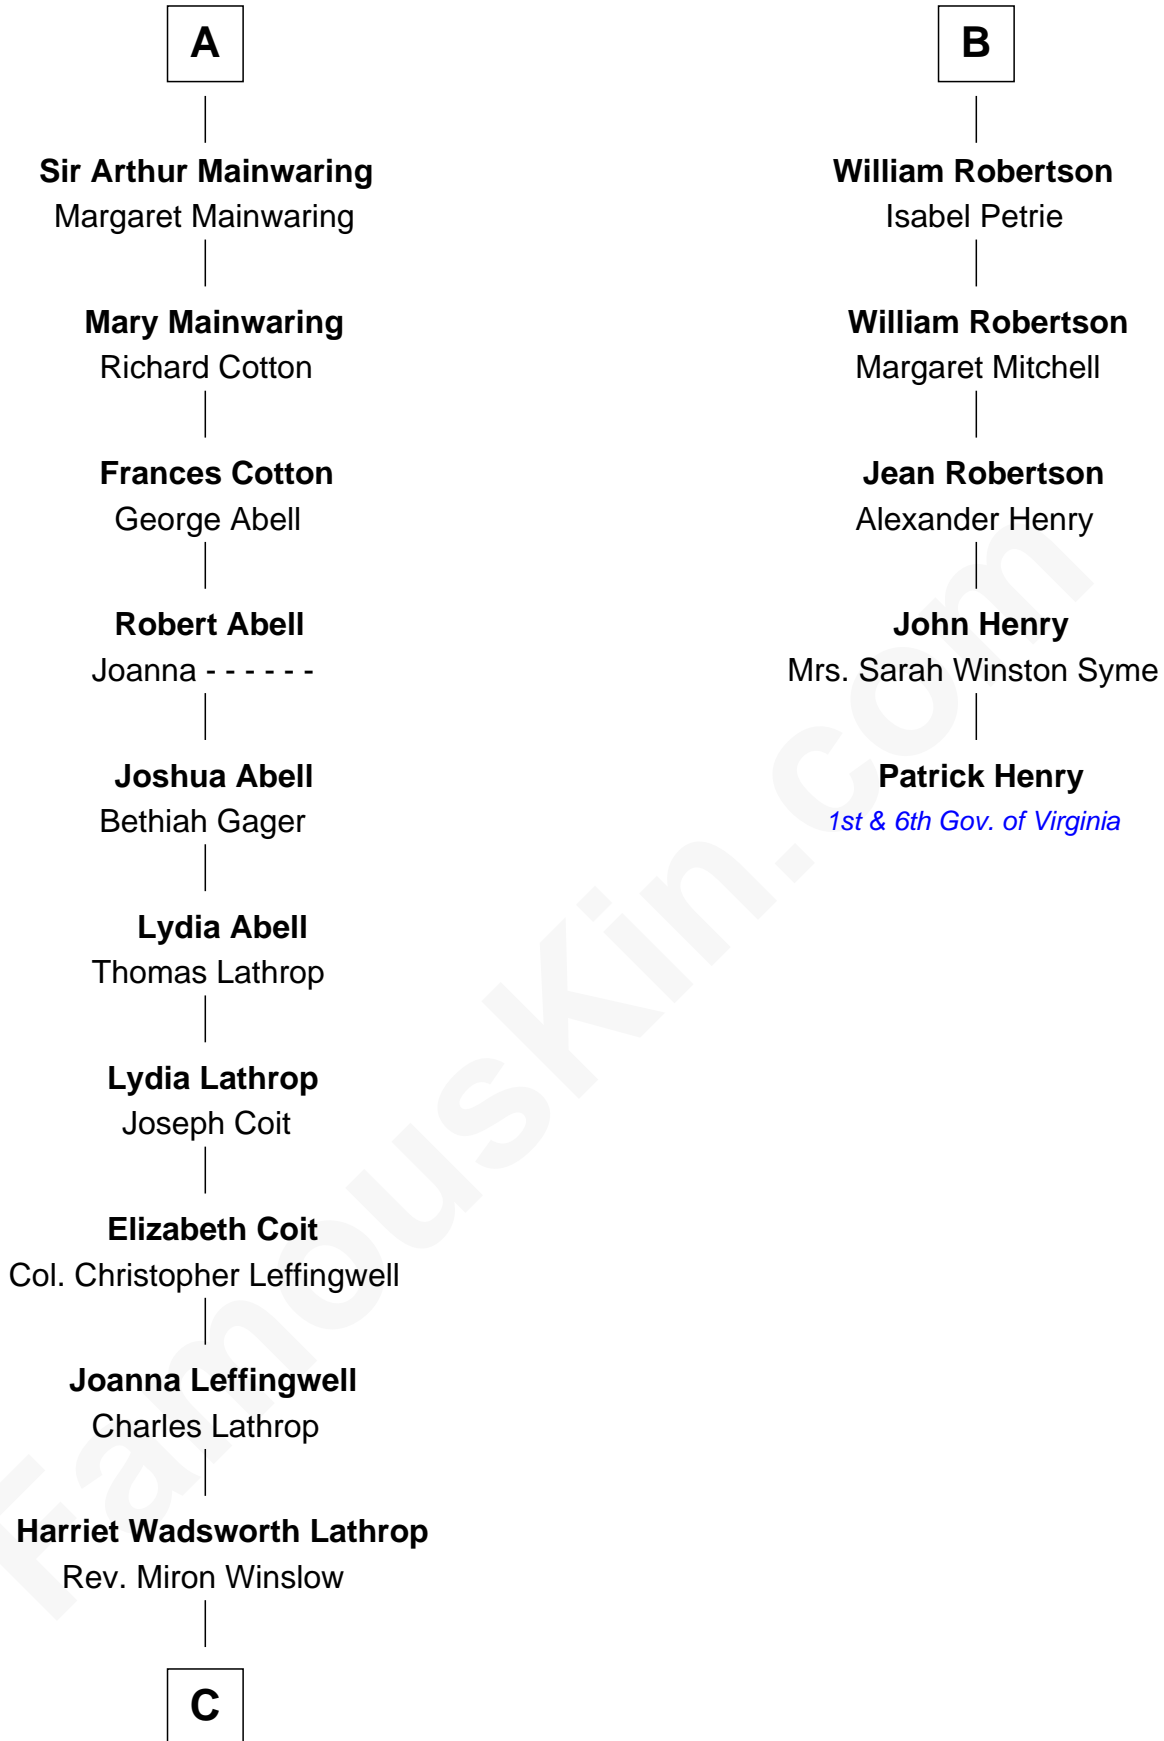 A
Sir Arthur Mainwaring
Margaret Mainwaring
Mary Mainwaring
Richard Cotton
Frances Cotton
George Abell
Robert Abell
Joanna - - - - - -
Joshua Abell
Bethiah Gager
Lydia Abell
Thomas Lathrop
Lydia Lathrop
Joseph Coit
Elizabeth Coit
Col. Christopher Leffingwell
Joanna Leffingwell
Charles Lathrop
Harriet Wadsworth Lathrop
Rev. Miron Winslow
C
B
William Robertson
Isabel Petrie
William Robertson
Margaret Mitchell
Jean Robertson
Alexander Henry
John Henry
Mrs. Sarah Winston Syme
Patrick Henry
1st & 6th Gov. of Virginia
FamousKin.com